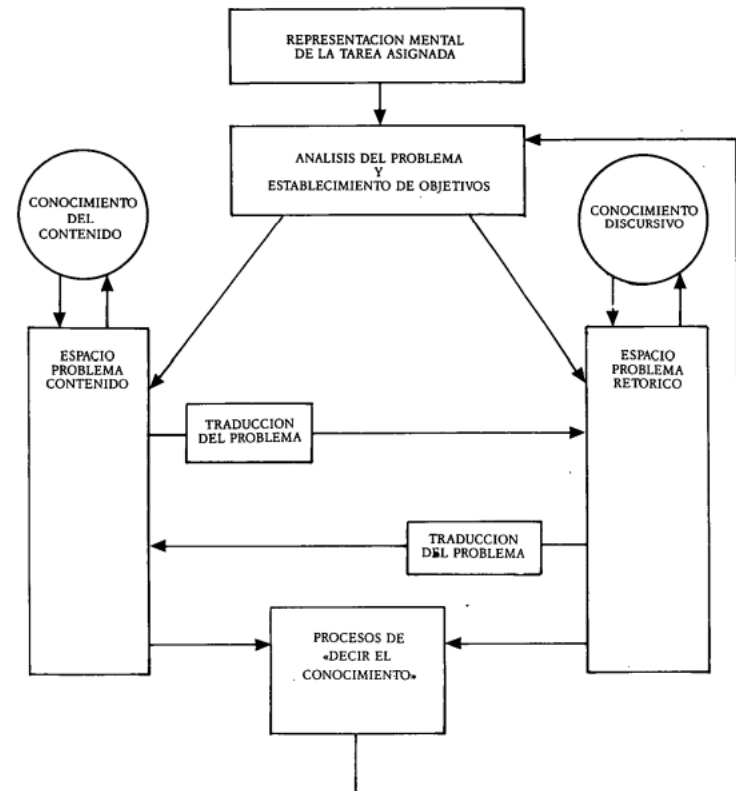 REPRESENTACION MENTAL
DE LA TAREA ASIGNADA
ANALISIS DEL PROBLEMA
Y
ESTABLECIMIENTO DE OBJETIVOS
CONOCIMIENTO
DEL
CONTENIDO
CONOCIMIENTO
DISCURSIVO
ESPACIO
PROBLEMA
CONTENIDO
ESPACIO
PROBLEMA
RETORICO
TRADUCCION
DEL PROBLEMA
TRADUCCION
DEL PROBLEMA
PROCESOS DE
«DECIR EL
CONOCIMIENTO»